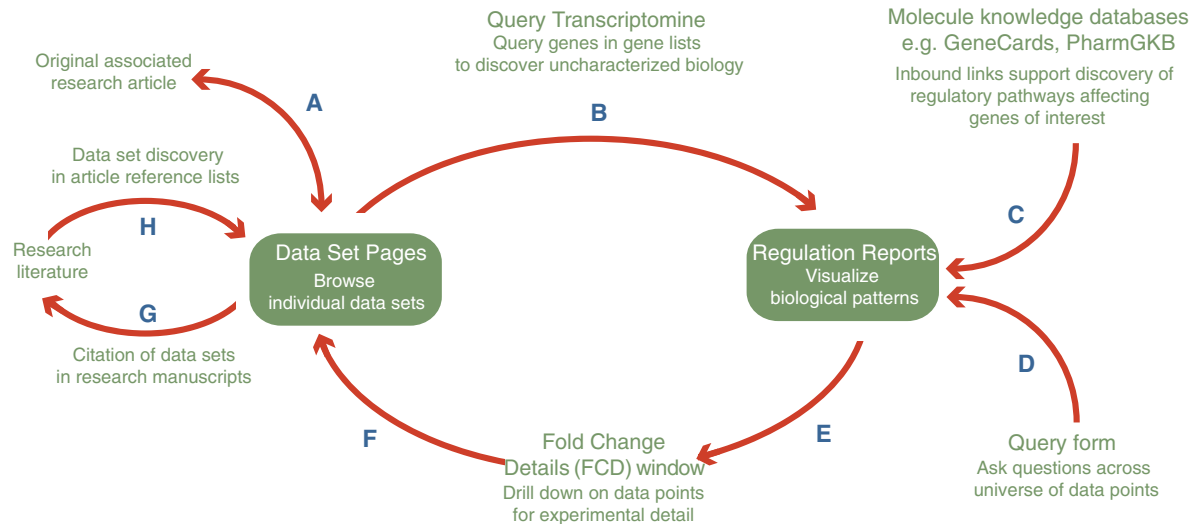 Query Transcriptomine
Query genes in gene lists
to discover uncharacterized biology
Molecule knowledge databases
e.g. GeneCards, PharmGKB
Inbound links support discovery of
regulatory pathways affecting
genes of interest
Original associated
research article
A
B
Data set discovery
in article reference lists
H
C
Research
literature
Data Set Pages
Browse
individual data sets
Regulation Reports
Visualize
biological patterns
G
Citation of data sets
in research manuscripts
D
F
E
Fold Change
Details (FCD) window
Drill down on data points
for experimental detail
Query form
Ask questions across
universe of data points